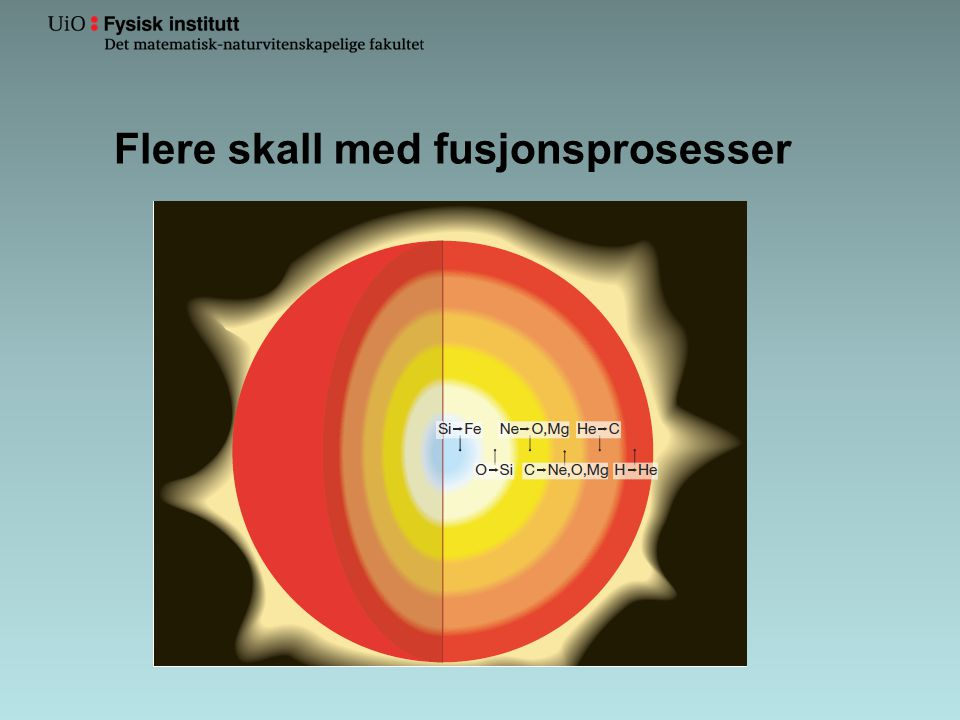 UiO : Fysisk institutt
Det matematisk-naturvitenskapelige fakultet
Flere skall med fusjonsprosesser
Si→Fe Ne→O,Mg He→C
O→Si C→Ne,O,Mg H→He